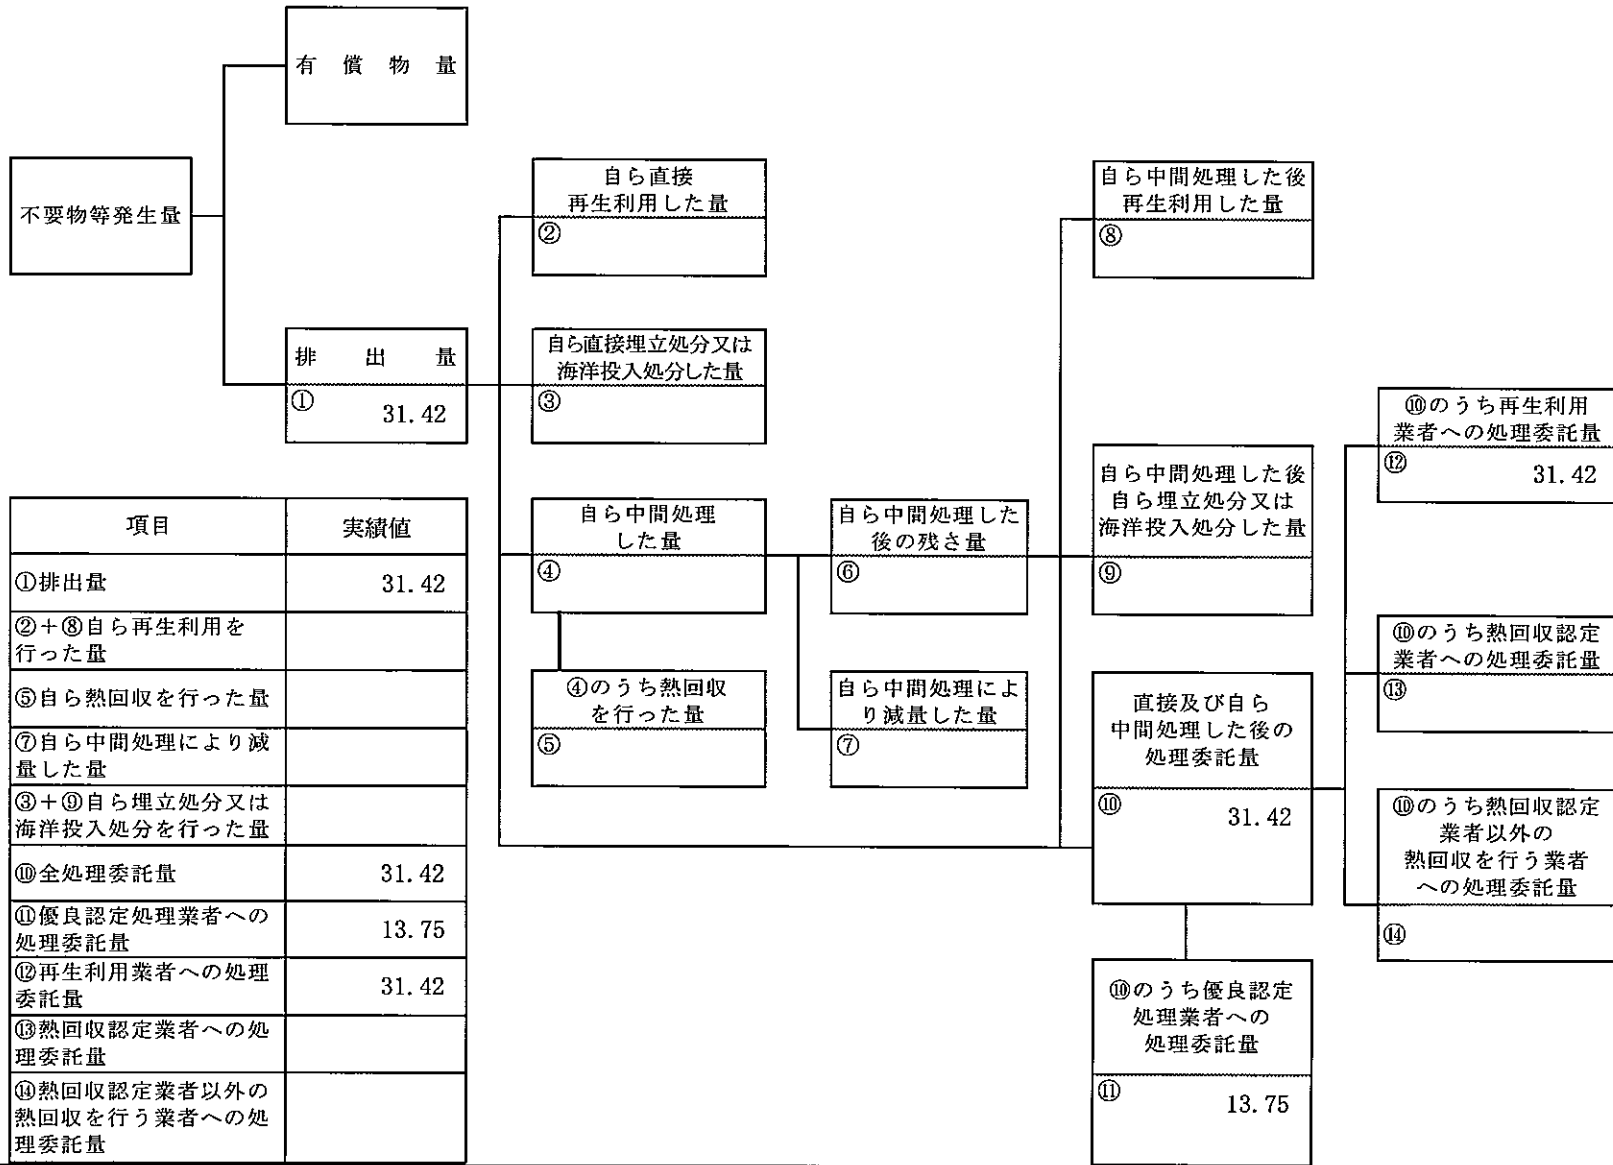 有償物量
不要物等発生量
排出量
① 31.42
自ら直接
再生利用した量
②
自ら直接埋立処分又は
海洋投入処分した量
③
自ら中間処理
した量
④
④のうち熱回収
を行った量
⑤
自ら中間処理した
後の残さ量
⑥
自ら中間処理によ
り減量した量
⑦
自ら中間処理した後
再生利用した量
⑧
自ら中間処理した後
自ら埋立処分又は
海洋投入処分した量
⑨
直接及び自ら
中間処理した後の
処理委託量
⑩ 31.42
⑩のうち優良認定
処理業者への
処理委託量
⑪ 13.75
⑩のうち再生利用
業者への処理委託量
⑫ 31.42
⑩のうち熱回収認定
業者への処理委託量
⑬
⑩のうち熱回収認定
業者以外の
熱回収を行う業者
への処理委託量
⑭
項目 実績値
①排出量 31.42
②+⑧自ら再生利用を
行った量
⑤自ら熱回収を行った量
⑦自ら中間処理により減
量した量
③+⑨自ら埋立処分又は
海洋投入処分を行った量
⑩全処理委託量 31.42
⑪優良認定処理業者への
処理委託量 13.75
⑫再生利用業者への処理
委託量 31.42
⑬熱回収認定業者への処
理委託量
⑭熱回収認定業者以外の
熱回収を行う業者への処
理委託量